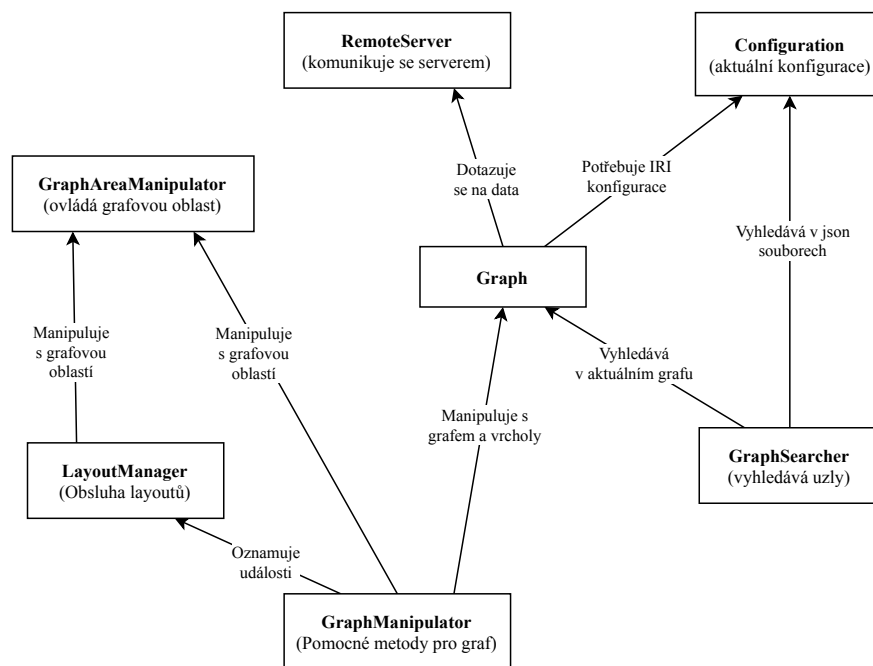 RemoteServer
(komunikuje se serverem)
Configuration
(aktuální konfigurace)
GraphAreaManipulator
(ovládá grafovou oblast)
Dotazuje
se na data
Potřebuje IRI
konfigurace
Vyhledává v json
souborech
Graph
Manipuluje
s grafovou
oblastí
Manipuluje
s grafovou
oblastí
Vyhledává
v aktuálním grafu
Manipuluje s
grafem a vrcholy
LayoutManager
(Obsluha layoutů)
GraphSearcher
(vyhledává uzly)
Oznamuje
události
GraphManipulator
(Pomocné metody pro graf)